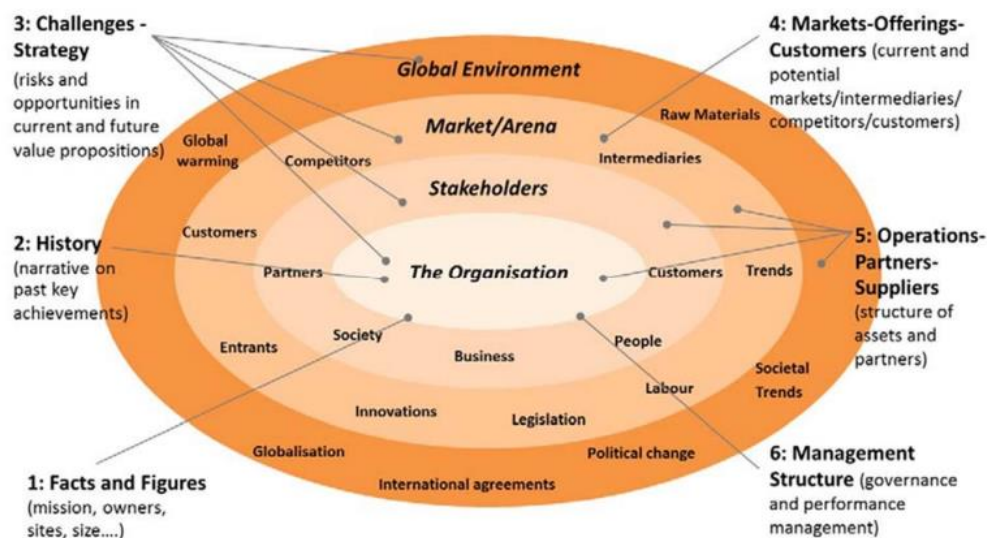 3: Challenges -
Strategy
(risks and
opportunities in
current and future
value propositions)
4: Markets-Offerings-
Customers (current and
potential
markets/intermediaries/
competitors/customers)
Global Environment
Raw Materials
Market/Arena
Global
warming
Competitors
Intermediaries
Stakeholders
Customers
2: History
(narrative on
past key
achievements)
Partners
The Organisation
Customers
Trends
5: Operations-
Partners-
Suppliers
(structure of
assets and
partners)
Society
People
Entrants
Business
Societal
Trends
Labour
Innovations
Legislation
Globalisation
Political change
International agreements
1: Facts and Figures
(mission, owners,
sites, size....)
6: Management
Structure (governance
and performance
management)